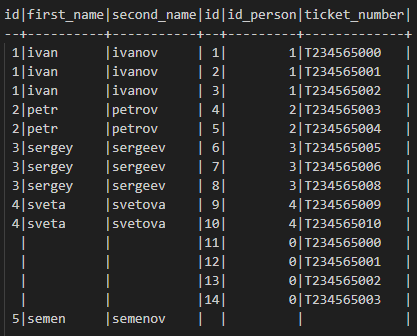 id|first_name|second_name|id|id_person|ticket_number|
--+----------+-----------+--+---------+-------------+
 1|ivan      |ivanov     | 1|        1|T234565000   |
 1|ivan      |ivanov     | 2|        1|T234565001   |
 1|ivan      |ivanov     | 3|        1|T234565002   |
 2|petr      |petrov     | 4|        2|T234565003   |
 2|petr      |petrov     | 5|        2|T234565004   |
 3|sergey    |sergeev    | 6|        3|T234565005   |
 3|sergey    |sergeev    | 7|        3|T234565006   |
 3|sergey    |sergeev    | 8|        3|T234565008   |
 4|sveta     |svetova    | 9|        4|T234565009   |
 4|sveta     |svetova    |10|        4|T234565010   |
  |          |           |11|        0|T234565000   |
  |          |           |12|        0|T234565001   |
  |          |           |13|        0|T234565002   |
  |          |           |14|        0|T234565003   |
 5|semen     |semenov    |  |         |             |